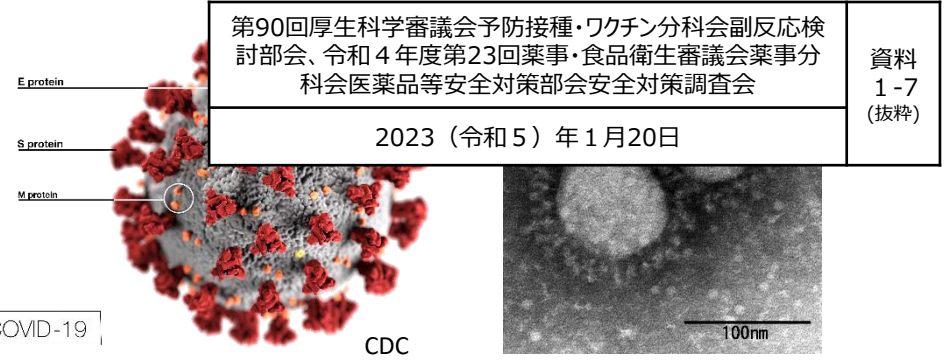 第90回厚生科学審議会予防接種・ワクチン分科会副反応検
討部会、令和４年度第23回薬事・食品衛生審議会薬事分
科会医薬品等安全対策部会安全対策調査会
資料
１-7
(抜粋)
2023（令和５）年１月20日
E protein
S protein
M protein
COVID-19
CDC
100nm